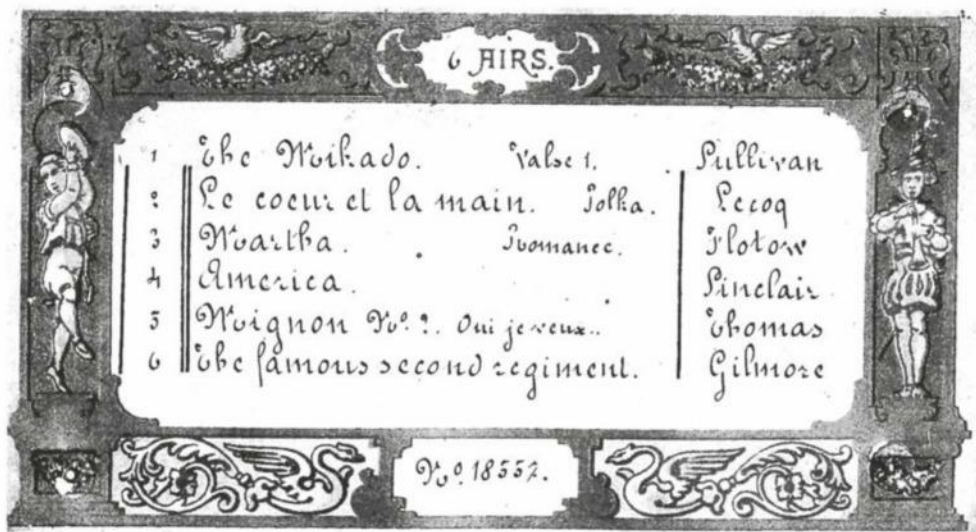 6 AIRS.
1 The Mikado. Valse 1. Sullivan
2 Le coeur et la main. Polka. Lecoq
3 Martha. Romance. Flotow
4 America. Sinclair
5 Mignon No. 2. Oui je veux.. Thomas
6 The famous second regiment. Gilmore
No. 18552.